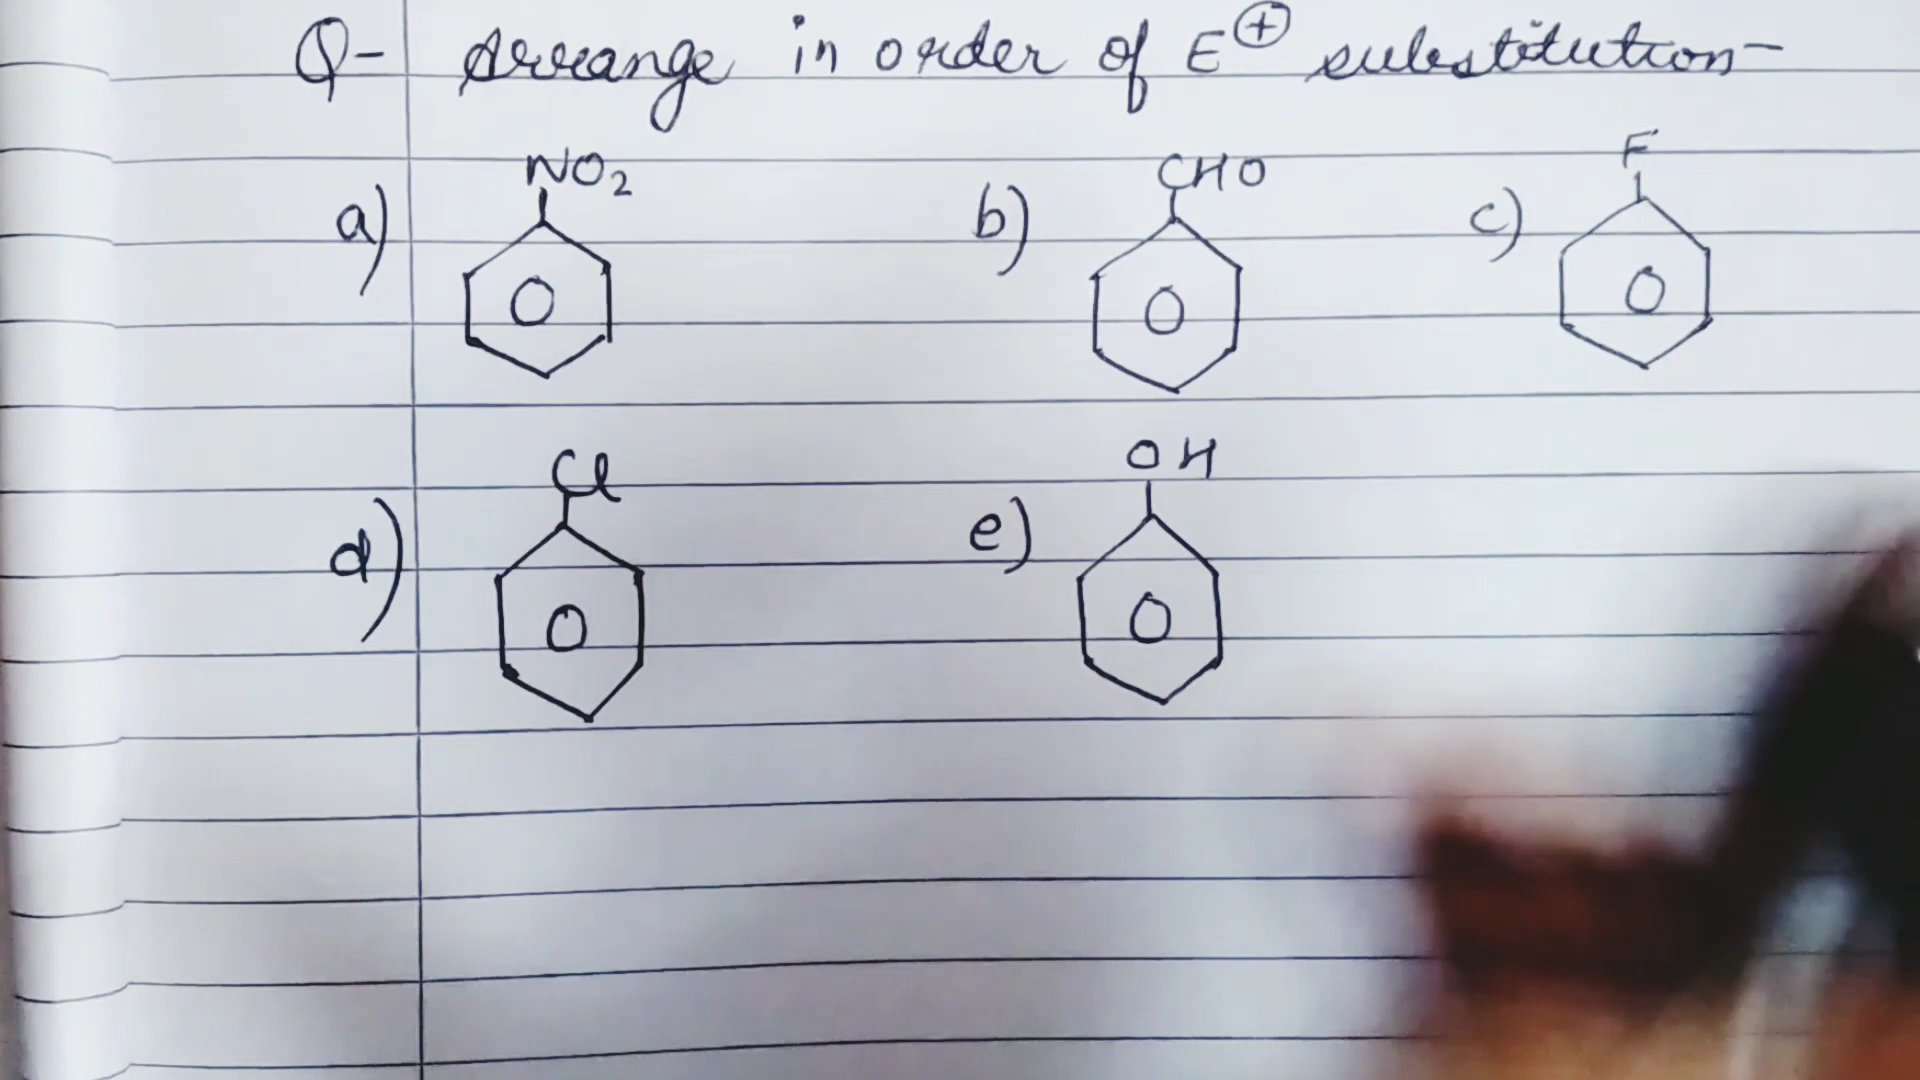 Q- Arrange in order of E⊕ substitution-
a) NO2 b) CHO c) F
d) Cl e) OH